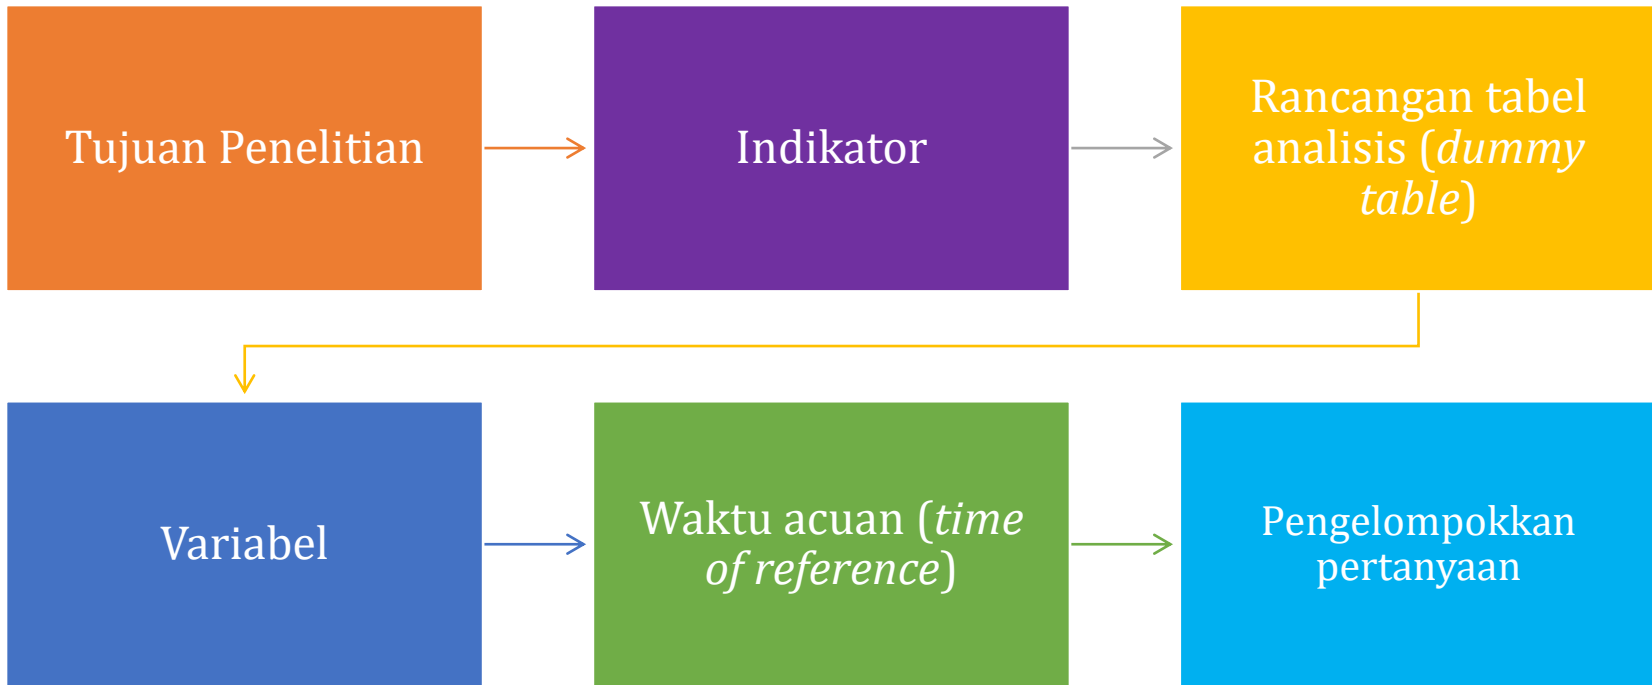 Tujuan Penelitian
Indikator
Rancangan tabel
analisis (dummy
table)
Variabel
Waktu acuan (time
of reference)
Pengelompokkan
pertanyaan